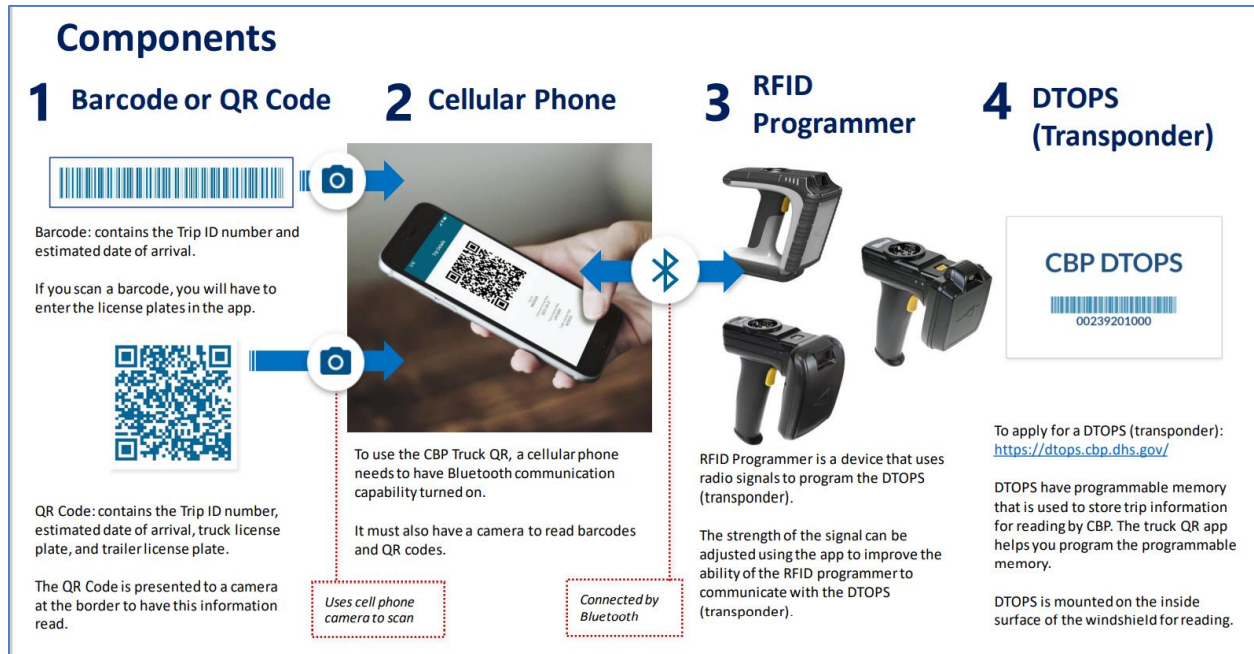 Components
1 Barcode or QR Code
Barcode: contains the Trip ID number and
estimated date of arrival.
If you scan a barcode, you will have to
enter the license plates in the app.
QR Code: contains the Trip ID number,
estimated date of arrival, truck license
plate, and trailer license plate.
The QR Code is presented to a camera
at the border to have this information
read.
2 Cellular Phone
Trip Details
To use the CBP Truck QR, a cellular phone
needs to have Bluetooth communication
capability turned on.
It must also have a camera to read barcodes
and QR codes.
Uses cell phone
camera to scan
Connected by
Bluetooth
3 RFID
Programmer
RFID Programmer is a device that uses
radio signals to program the DTOPS
(transponder).
The strength of the signal can be
adjusted using the app to improve the
ability of the RFID programmer to
communicate with the DTOPS
(transponder).
4 DTOPS
(Transponder)
CBP DTOPS
00239201000
To apply for a DTOPS (transponder):
https://dtops.cbp.dhs.gov/
DTOPS have programmable memory
that is used to store trip information
for reading by CBP. The truck QR app
helps you program the programmable
memory.
DTOPS is mounted on the inside
surface of the windshield for reading.